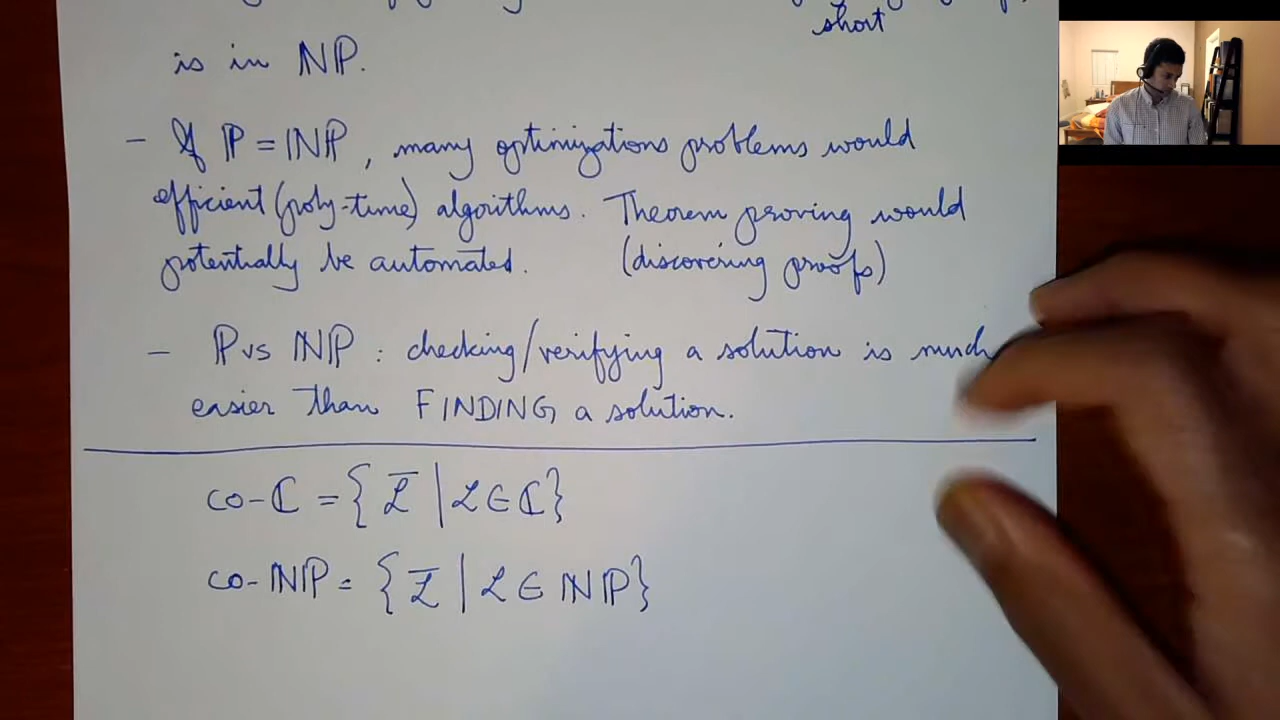 short
is in NP.
- If P = NP, many optimizations problems would
efficient (poly-time) algorithms. Theorem proving would
potentially be automated. (discovering proofs)
- P vs NP : checking/verifying a solution is much
easier than FINDING a solution.
co-ℂ = { L̅ | L ∈ ℂ }
co-NP = { L̅ | L ∈ NP }